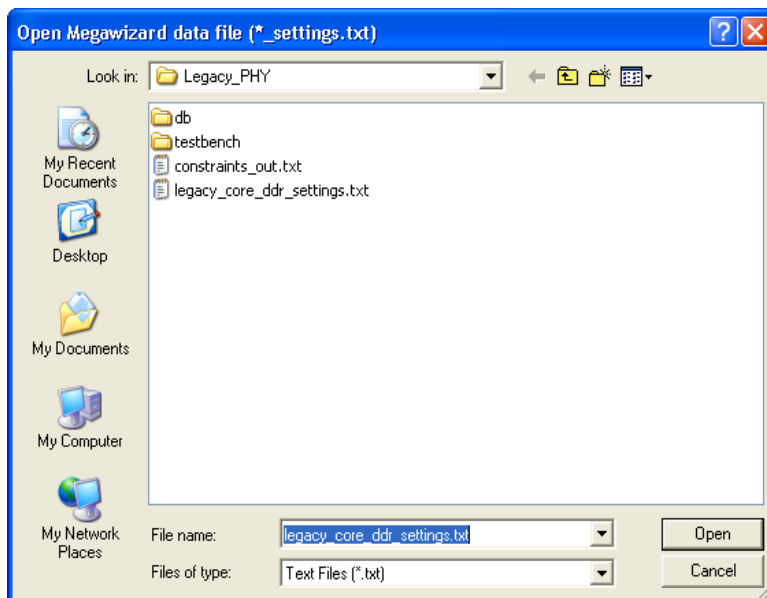 Open Megawizard data file (*_settings.txt)
Look in: Legacy_PHY
db
testbench
constraints_out.txt
legacy_core_ddr_settings.txt
My Recent
Documents
Desktop
My Documents
My Computer
My Network
Places
File name: legacy_core_ddr_settings.txt Open
Files of type: Text Files (*.txt) Cancel